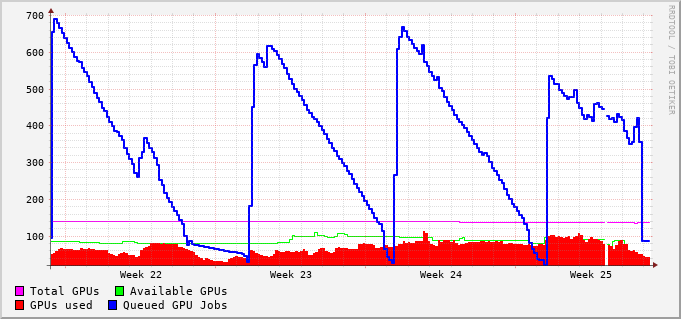 700
600
500
400
300
200
100
Week 22 Week 23 Week 24 Week 25
Total GPUs Available GPUs
GPUs used Queued GPU Jobs
RRDTOOL / TOBI OETIKER